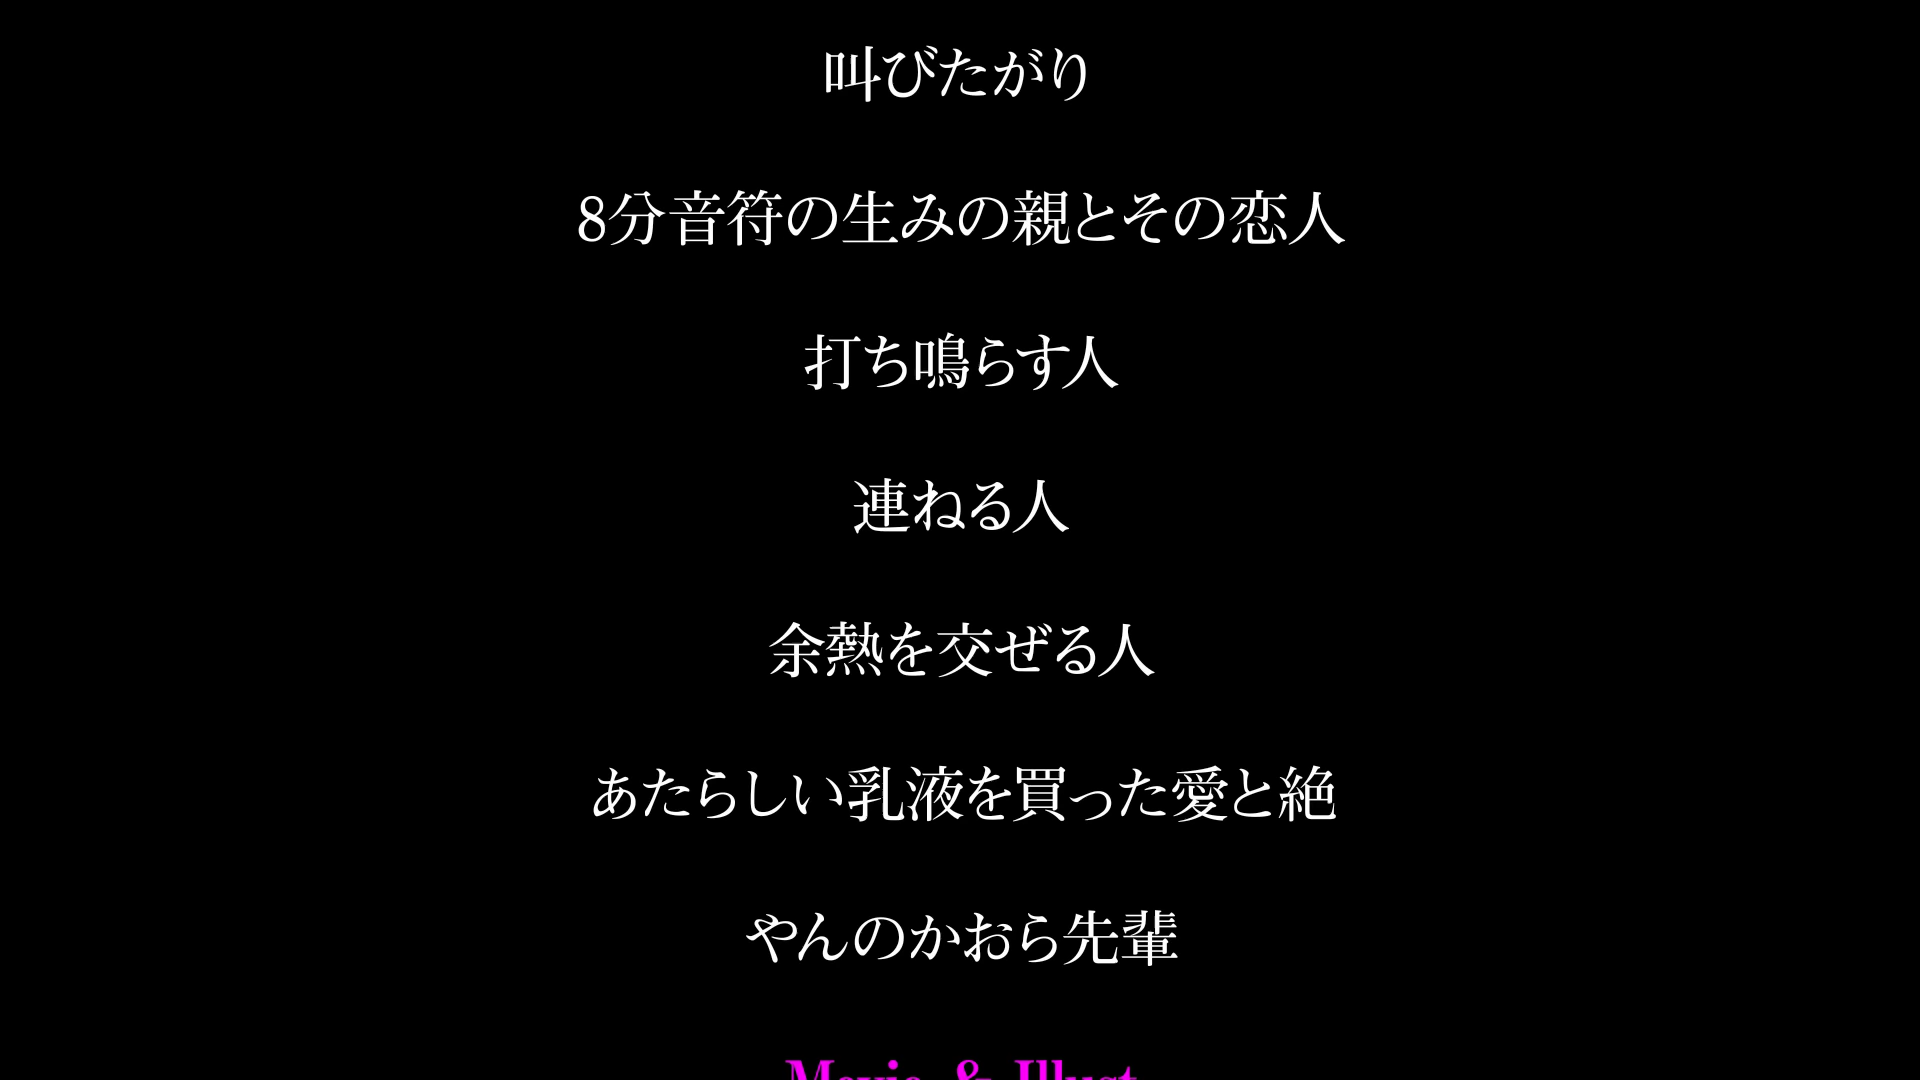 叫びたがり
8分音符の生みの親とその恋人
打ち鳴らす人
連ねる人
余熱を交ぜる人
あたらしい乳液を買った愛と絶
やんのかおら先輩
Movie & Illust